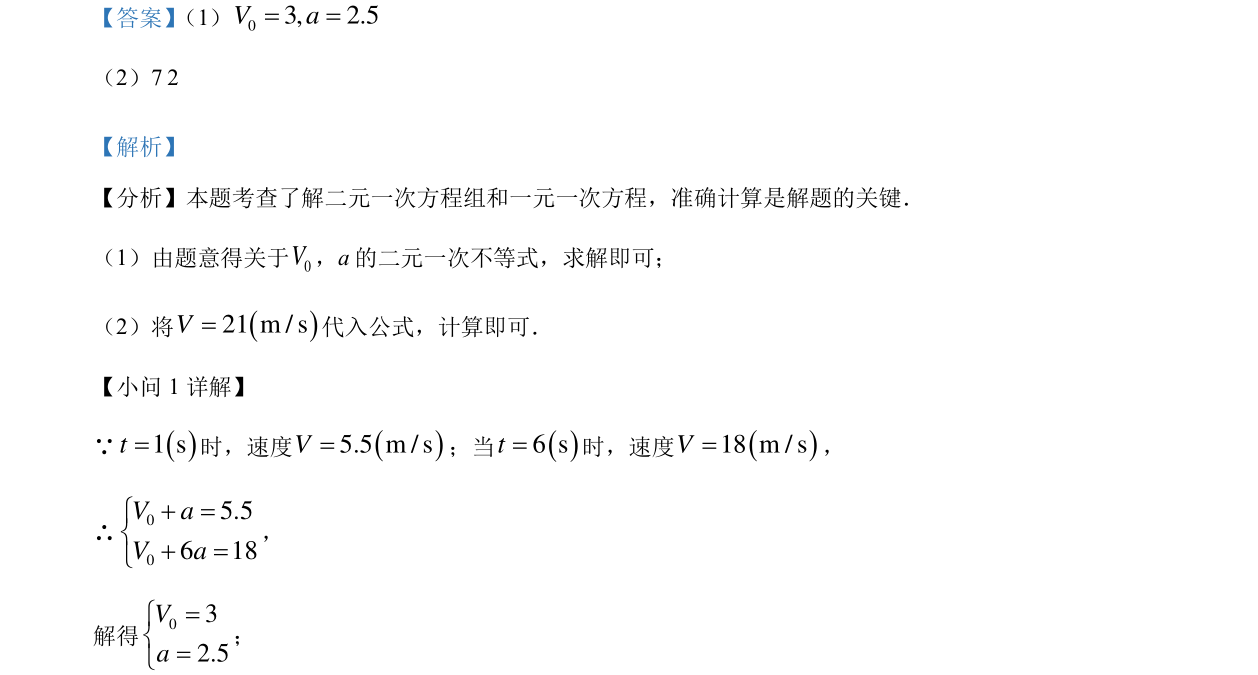 【答案】（1）V₀ = 3, a = 2.5
（2）7 2
【解析】
【分析】本题考查了解二元一次方程组和一元一次方程，准确计算是解题的关键．
（1）由题意得关于V₀，a 的二元一次不等式，求解即可；
（2）将V = 21(m/s)代入公式，计算即可．
【小问 1 详解】
∵ t =1(s)时，速度V = 5.5(m/s)；当t = 6(s)时，速度V =18(m/s)，
∴ {V₀ + a = 5.5
V₀ + 6a =18，
解得{V₀ = 3
a = 2.5；